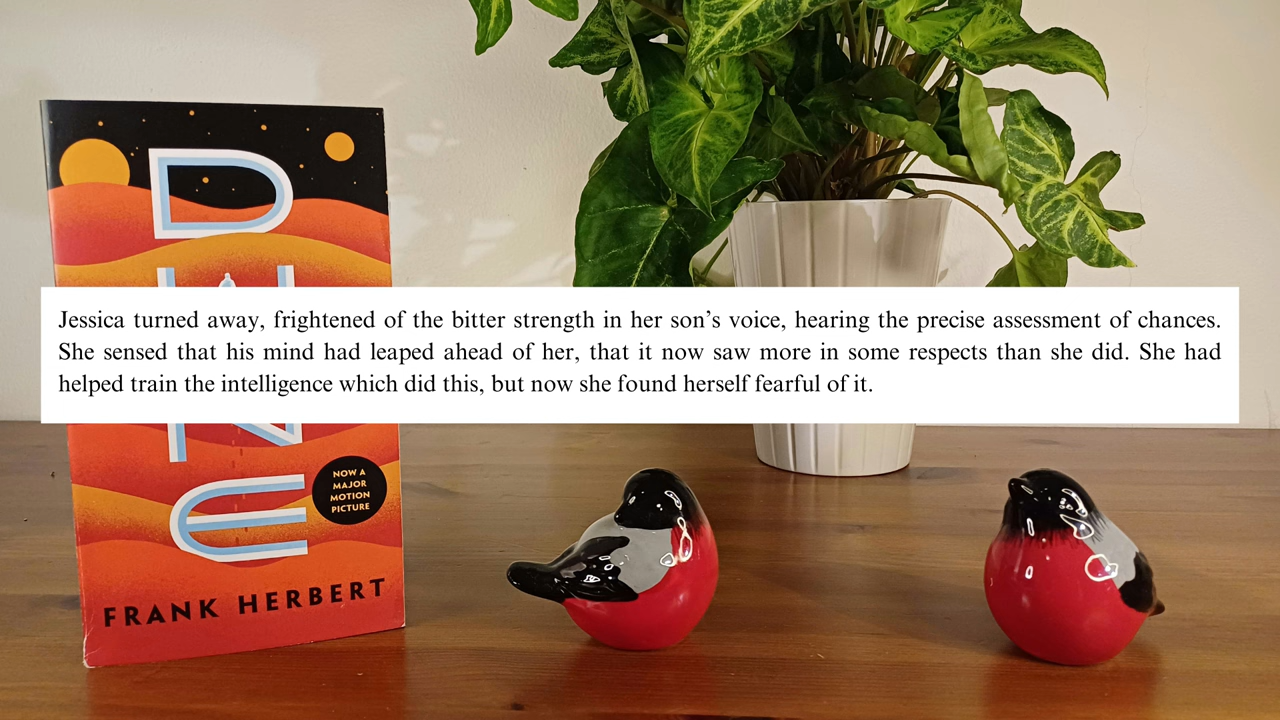 D
U
Jessica turned away, frightened of the bitter strength in her son’s voice, hearing the precise assessment of chances.
She sensed that his mind had leaped ahead of her, that it now saw more in some respects than she did. She had
helped train the intelligence which did this, but now she found herself fearful of it.
N
E
NOW A
MAJOR
MOTION
PICTURE
FRANK HERBERT